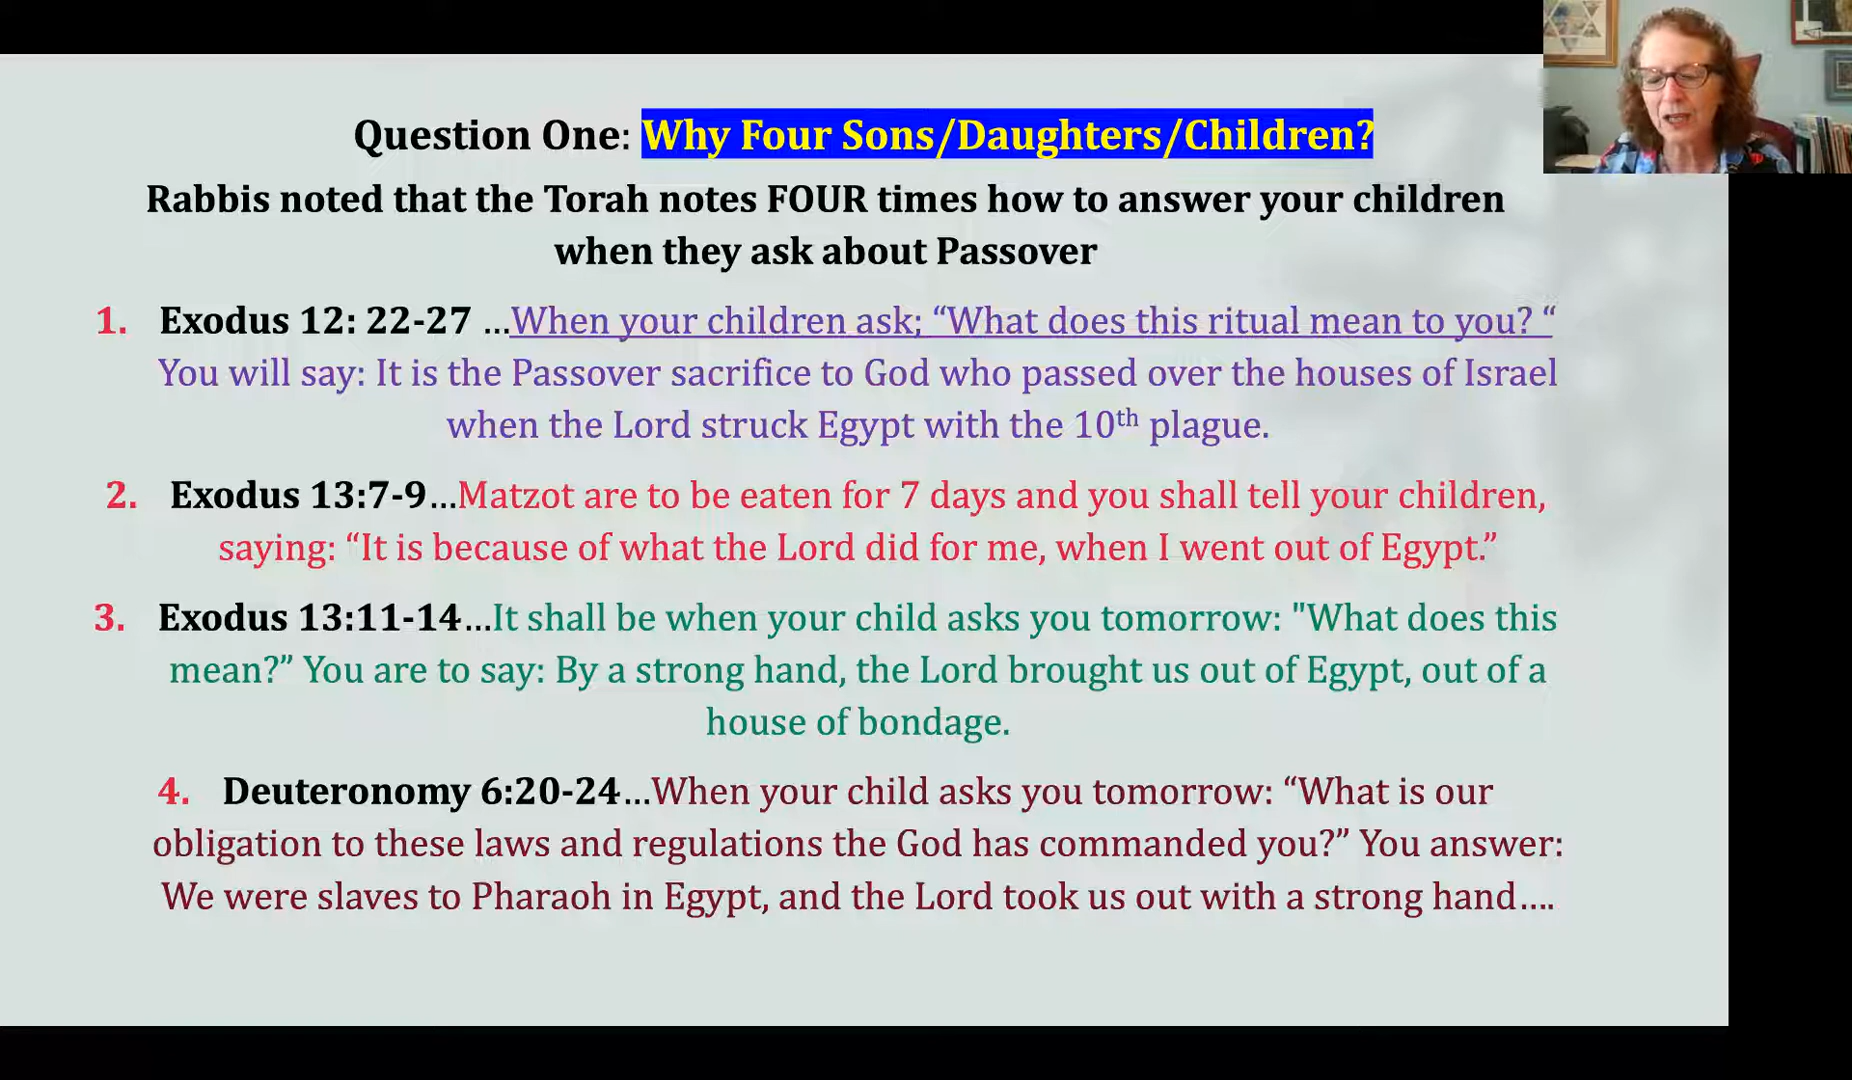 Question One: Why Four Sons/Daughters/Children?
Rabbis noted that the Torah notes FOUR times how to answer your children
when they ask about Passover
1. Exodus 12: 22-27 …When your children ask; “What does this ritual mean to you? “
You will say: It is the Passover sacrifice to God who passed over the houses of Israel
when the Lord struck Egypt with the 10th plague.
2. Exodus 13:7-9…Matzot are to be eaten for 7 days and you shall tell your children,
saying: “It is because of what the Lord did for me, when I went out of Egypt.”
3. Exodus 13:11-14…It shall be when your child asks you tomorrow: "What does this
mean?” You are to say: By a strong hand, the Lord brought us out of Egypt, out of a
house of bondage.
4. Deuteronomy 6:20-24…When your child asks you tomorrow: “What is our
obligation to these laws and regulations the God has commanded you?” You answer:
We were slaves to Pharaoh in Egypt, and the Lord took us out with a strong hand….